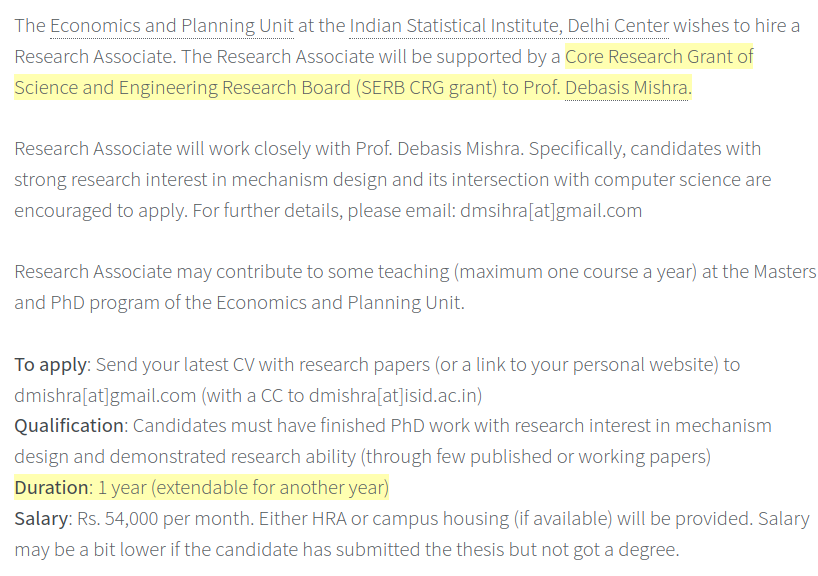 The Economics and Planning Unit at the Indian Statistical Institute, Delhi Center wishes to hire a
Research Associate. The Research Associate will be supported by a Core Research Grant of
Science and Engineering Research Board (SERB CRG grant) to Prof. Debasis Mishra.
Research Associate will work closely with Prof. Debasis Mishra. Specifically, candidates with
strong research interest in mechanism design and its intersection with computer science are
encouraged to apply. For further details, please email: dmsihra[at]gmail.com
Research Associate may contribute to some teaching (maximum one course a year) at the Masters
and PhD program of the Economics and Planning Unit.
To apply: Send your latest CV with research papers (or a link to your personal website) to
dmishra[at]gmail.com (with a CC to dmishra[at]isid.ac.in)
Qualification: Candidates must have finished PhD work with research interest in mechanism
design and demonstrated research ability (through few published or working papers)
Duration: 1 year (extendable for another year)
Salary: Rs. 54,000 per month. Either HRA or campus housing (if available) will be provided. Salary
may be a bit lower if the candidate has submitted the thesis but not got a degree.